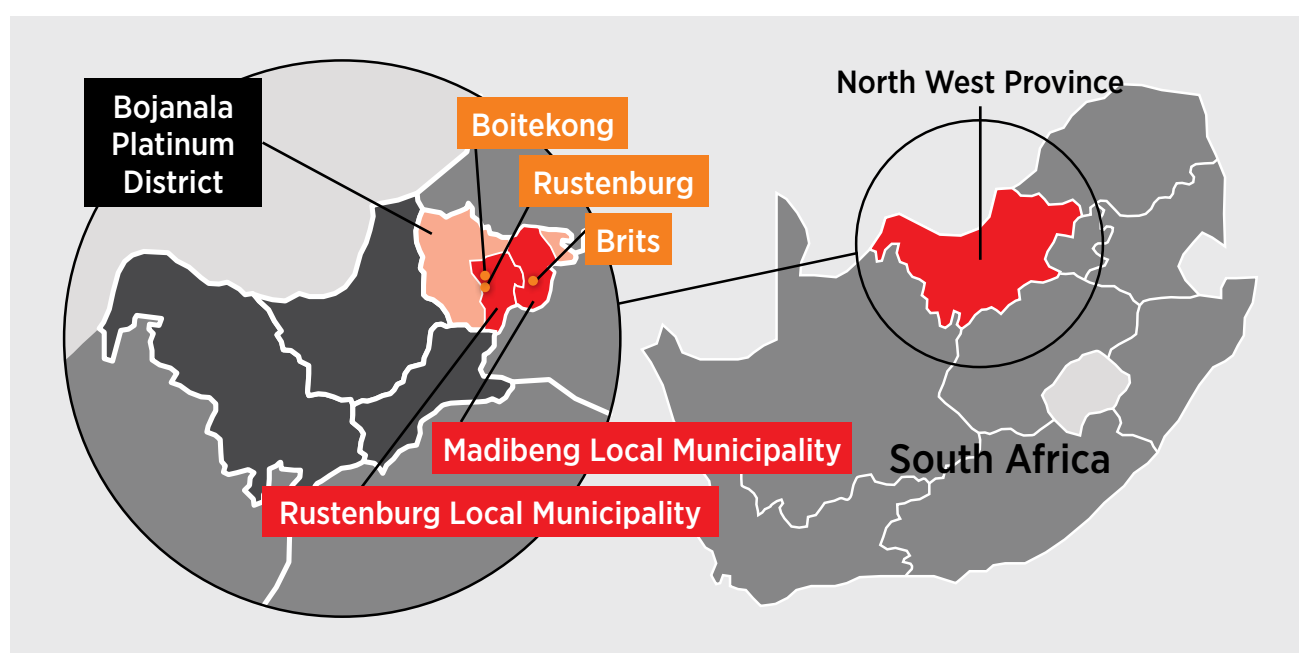 Bojanala
Platinum
District
Boitekong
Rustenburg
Brits
Madibeng Local Municipality
Rustenburg Local Municipality
North West Province
South Africa